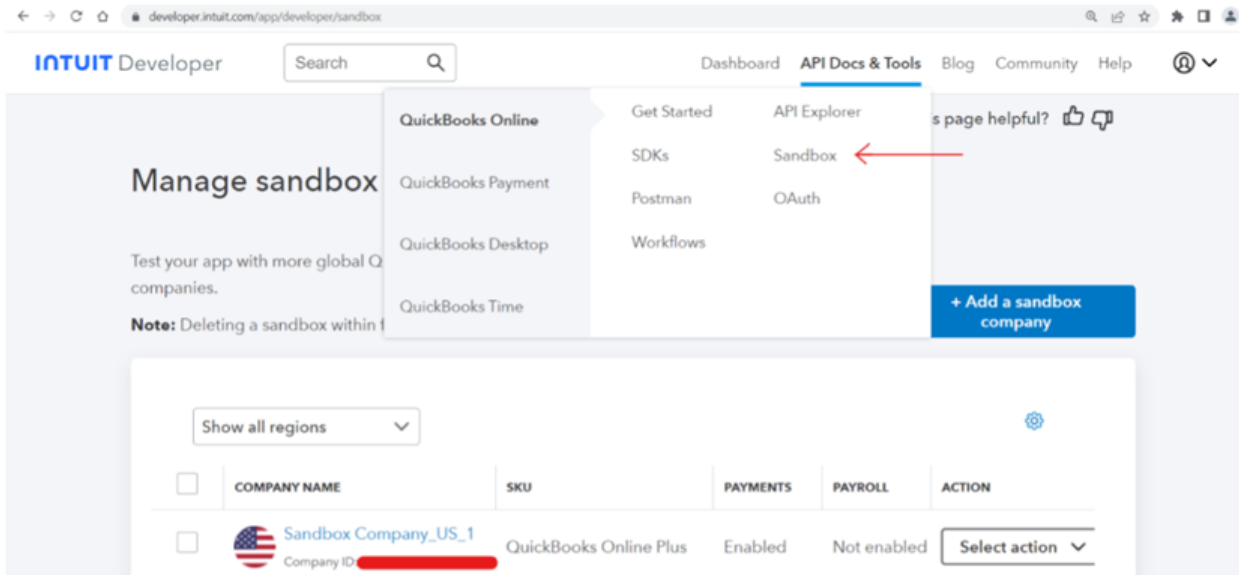 developer.intuit.com/app/developer/sandbox
INTUIT Developer
Search
Dashboard API Docs & Tools Blog Community Help
QuickBooks Online
QuickBooks Payment
QuickBooks Desktop
QuickBooks Time
Get Started
SDKs
Postman
Workflows
API Explorer
Sandbox
OAuth
s page helpful?
Manage sandbox
Test your app with more global Q
companies.
Note: Deleting a sandbox within f
+ Add a sandbox
company
Show all regions
COMPANY NAME SKU PAYMENTS PAYROLL ACTION
Sandbox Company_US_1 QuickBooks Online Plus Enabled Not enabled Select action
Company ID: